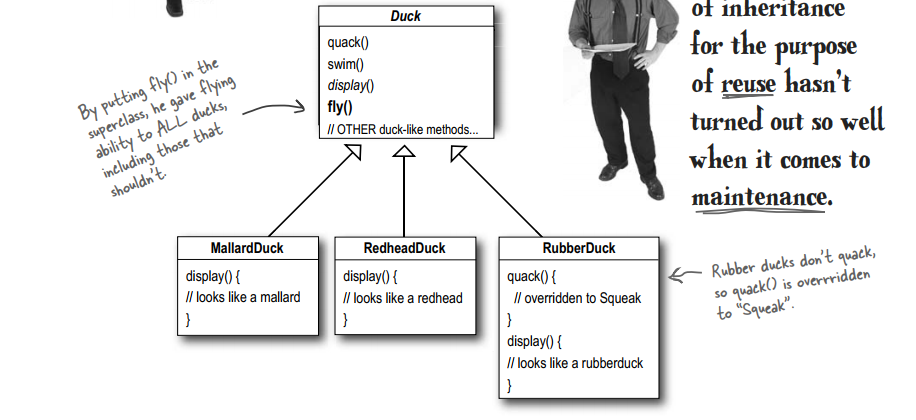 of inheritance
for the purpose
of reuse hasn't
turned out so well
when it comes to
maintenance.
Duck
quack()
swim()
display()
fly()
// OTHER duck-like methods...
By putting fly() in the
superclass, he gave flying
ability to ALL ducks,
including those that
shouldn't.
MallardDuck
display() {
// looks like a mallard
}
RedheadDuck
display() {
// looks like a redhead
}
RubberDuck
quack() {
// overridden to Squeak
}
display() {
// looks like a rubberduck
}
Rubber ducks don't quack,
so quack() is overrridden
to "Squeak".